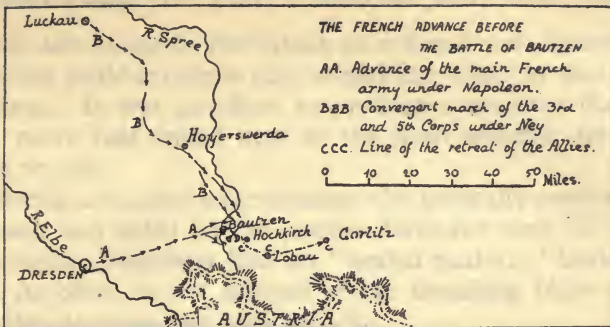 Luckau
B
R. Spree
B
Hoyerswerda
B
R. Elbe
A
A
DRESDEN
Bautzen
Hochkirch
C
C
Lobau
C
Gorlitz
AUSTRIA
THE FRENCH ADVANCE BEFORE
THE BATTLE OF BAUTZEN
AA. Advance of the main French
army under Napoleon.
BBB. Convergent march of the 3rd
and 5th Corps under Ney
CCC. Line of the retreat of the Allies.
0 10 20 30 40 50 Miles.